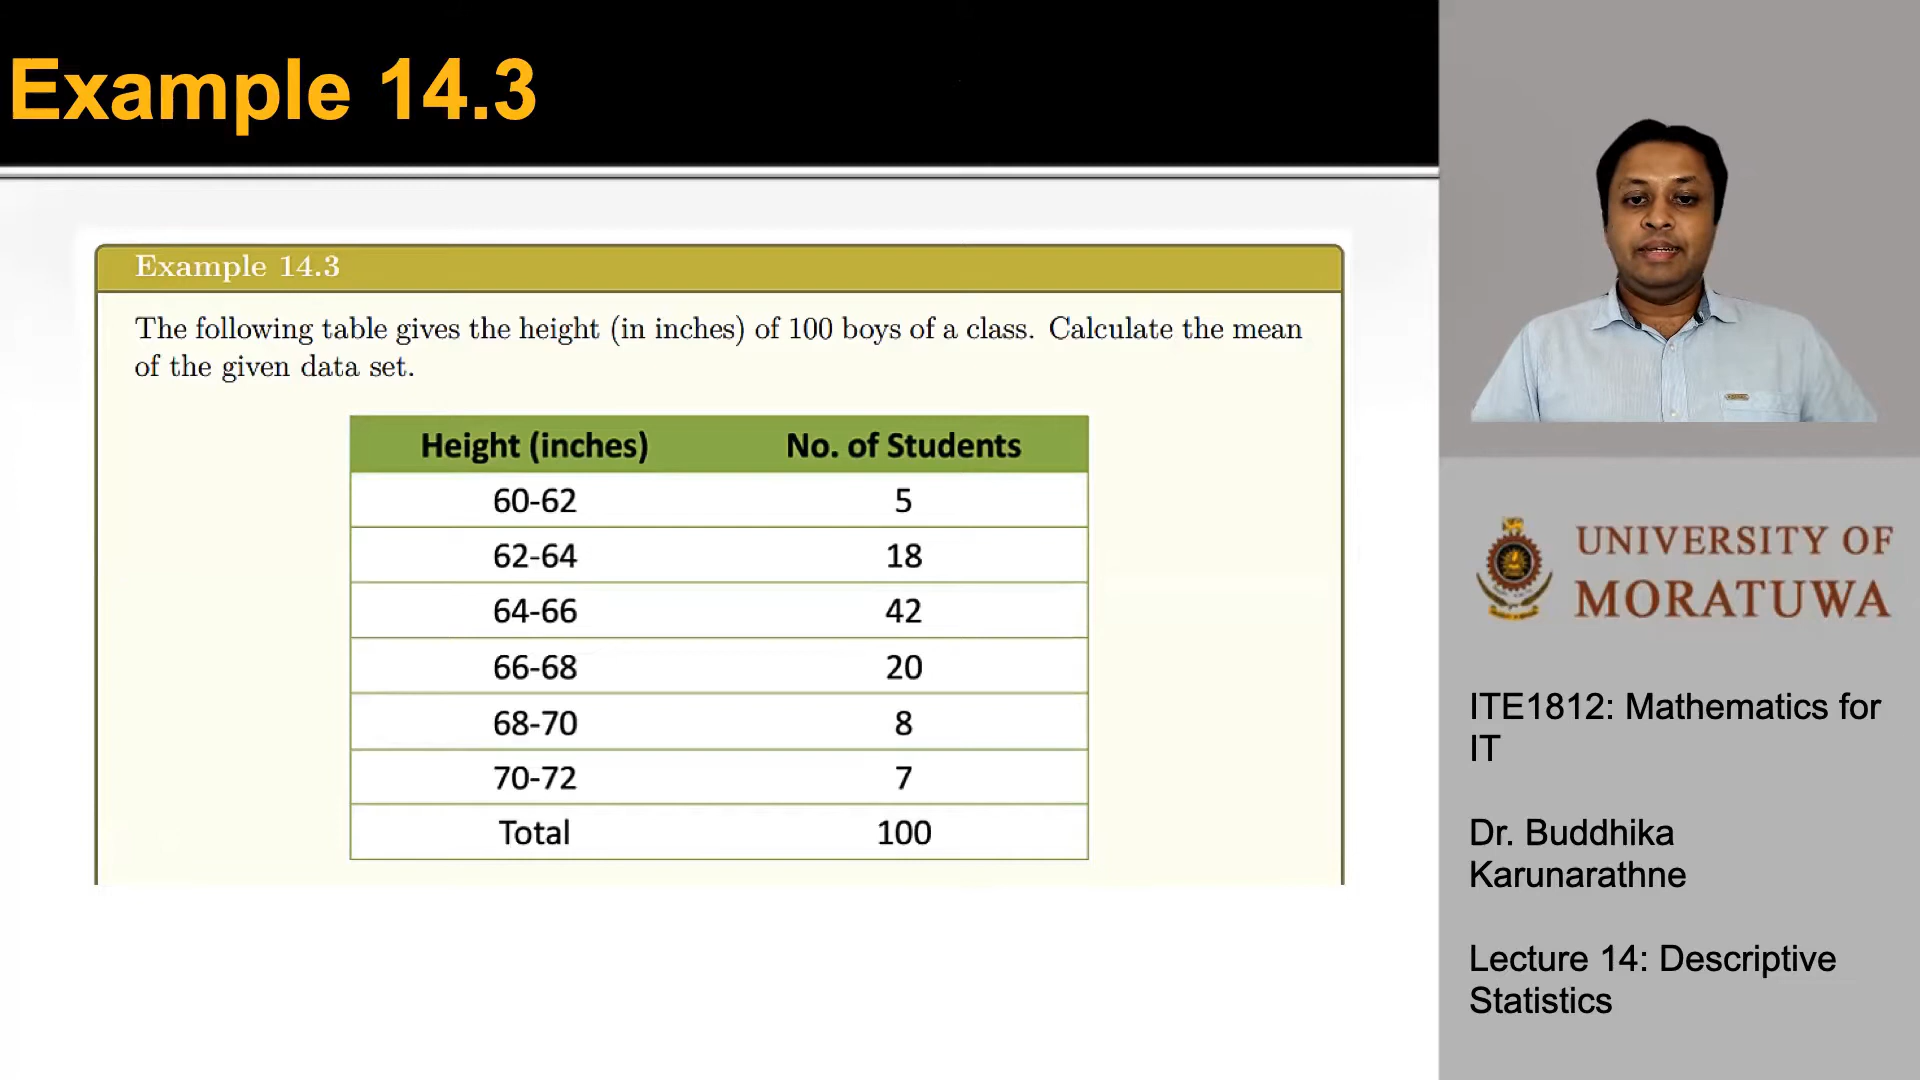 Example 14.3
Example 14.3
The following table gives the height (in inches) of 100 boys of a class. Calculate the mean
of the given data set.
Height (inches) No. of Students
60-62 5
62-64 18
64-66 42
66-68 20
68-70 8
70-72 7
Total 100
UNIVERSITY OF
MORATUWA
ITE1812: Mathematics for
IT
Dr. Buddhika
Karunarathne
Lecture 14: Descriptive
Statistics